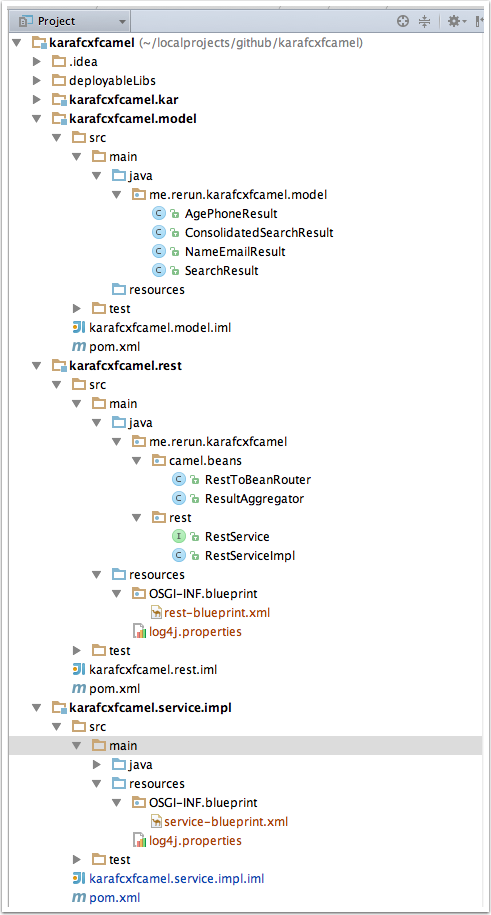 Project
karafcxfcamel (~/localprojects/github/karafcxfcamel)
.idea
deployableLibs
karafcxfcamel.kar
karafcxfcamel.model
src
main
java
me.rerun.karafcxfcamel.model
C AgePhoneResult
C ConsolidatedSearchResult
C NameEmailResult
C SearchResult
resources
test
karafcxfcamel.model.iml
m pom.xml
karafcxfcamel.rest
src
main
java
me.rerun.karafcxfcamel
camel.beans
C RestToBeanRouter
C ResultAggregator
rest
I RestService
C RestServiceImpl
resources
OSGI-INF.blueprint
rest-blueprint.xml
log4j.properties
test
karafcxfcamel.rest.iml
m pom.xml
karafcxfcamel.service.impl
src
main
java
resources
OSGI-INF.blueprint
service-blueprint.xml
log4j.properties
test
karafcxfcamel.service.impl.iml
m pom.xml